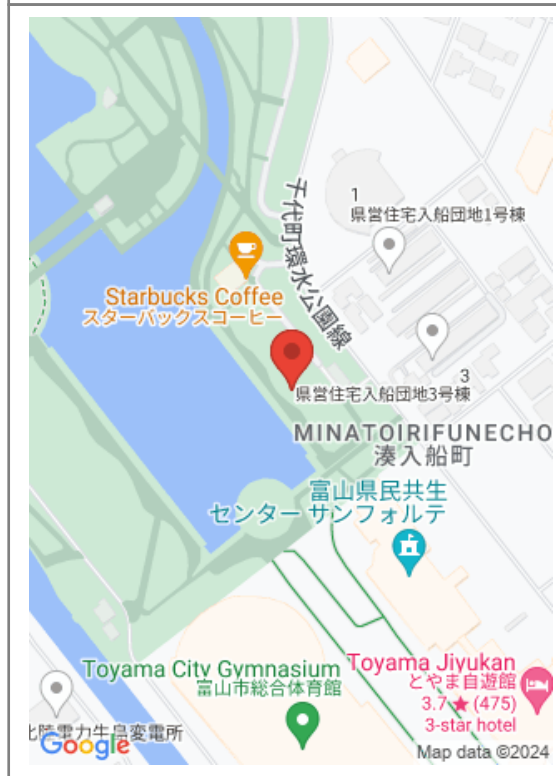 1
県営住宅入船団地1号棟
千代町環水公園線
Starbucks Coffee
スターバックスコーヒー
3
県営住宅入船団地3号棟
MINATOIRIFUNECHO
湊入船町
富山県民共生
センター サンフォルテ
Toyama City Gymnasium
富山市総合体育館
Toyama Jiyukan
とやま自遊館
3.7 ★ (475)
3-star hotel
北陸電力牛島変電所
Google
Map data ©2024